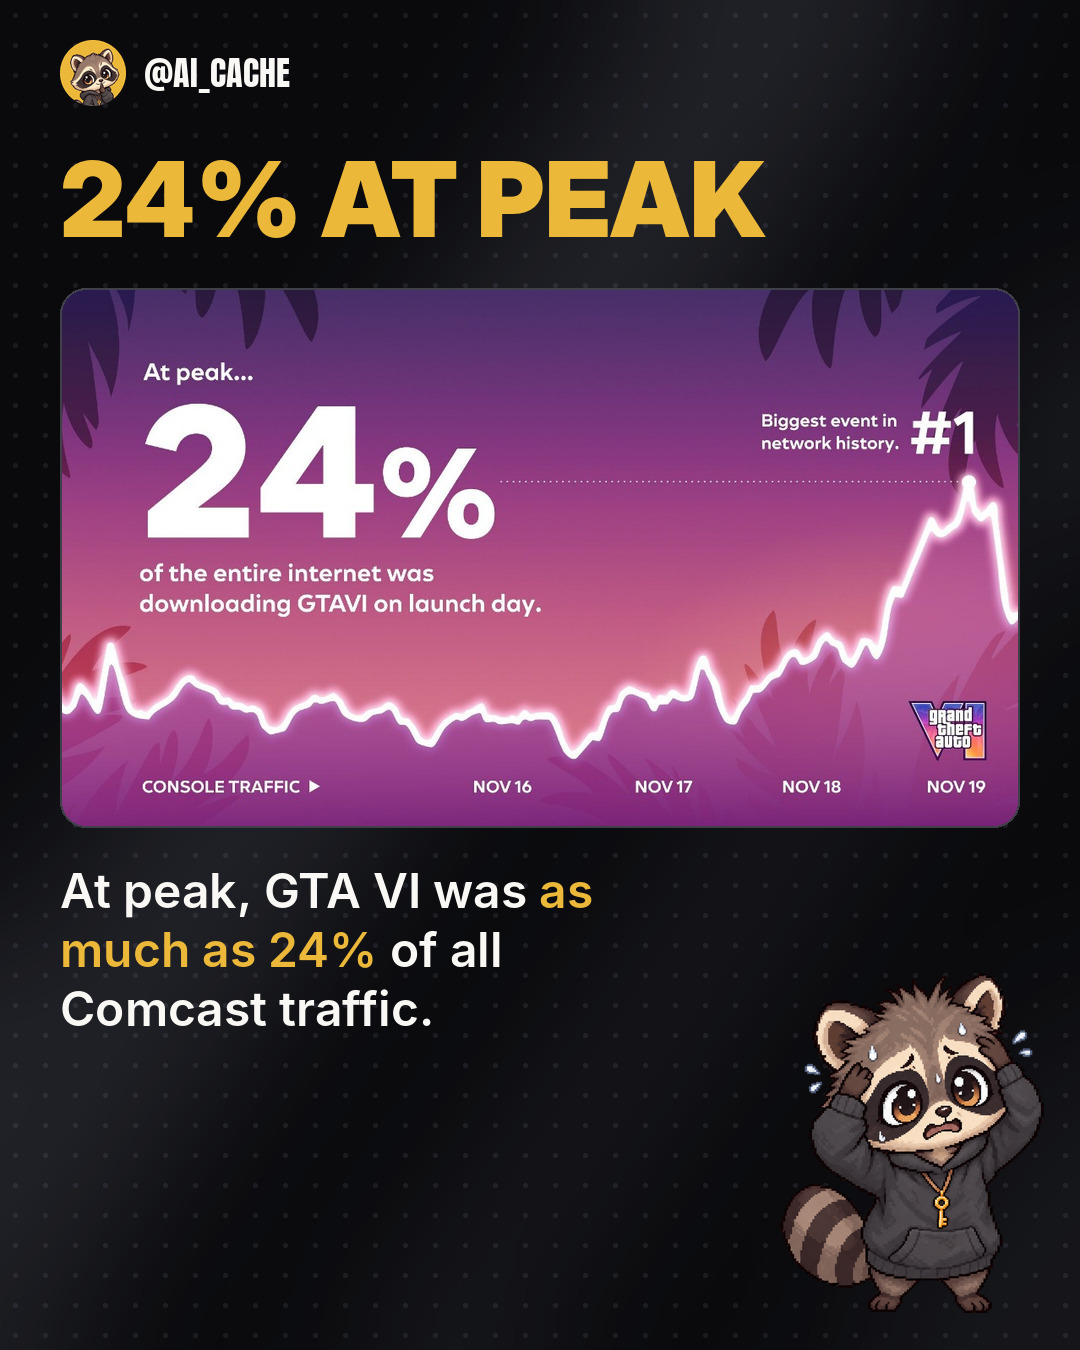 @AI_CACHE
24% AT PEAK
At peak...
24%
of the entire internet was
downloading GTAVI on launch day.
Biggest event in
network history.
#1
grand
theft
auto
VI
CONSOLE TRAFFIC ▶
NOV 16
NOV 17
NOV 18
NOV 19
At peak, GTA VI was as
much as 24% of all
Comcast traffic.